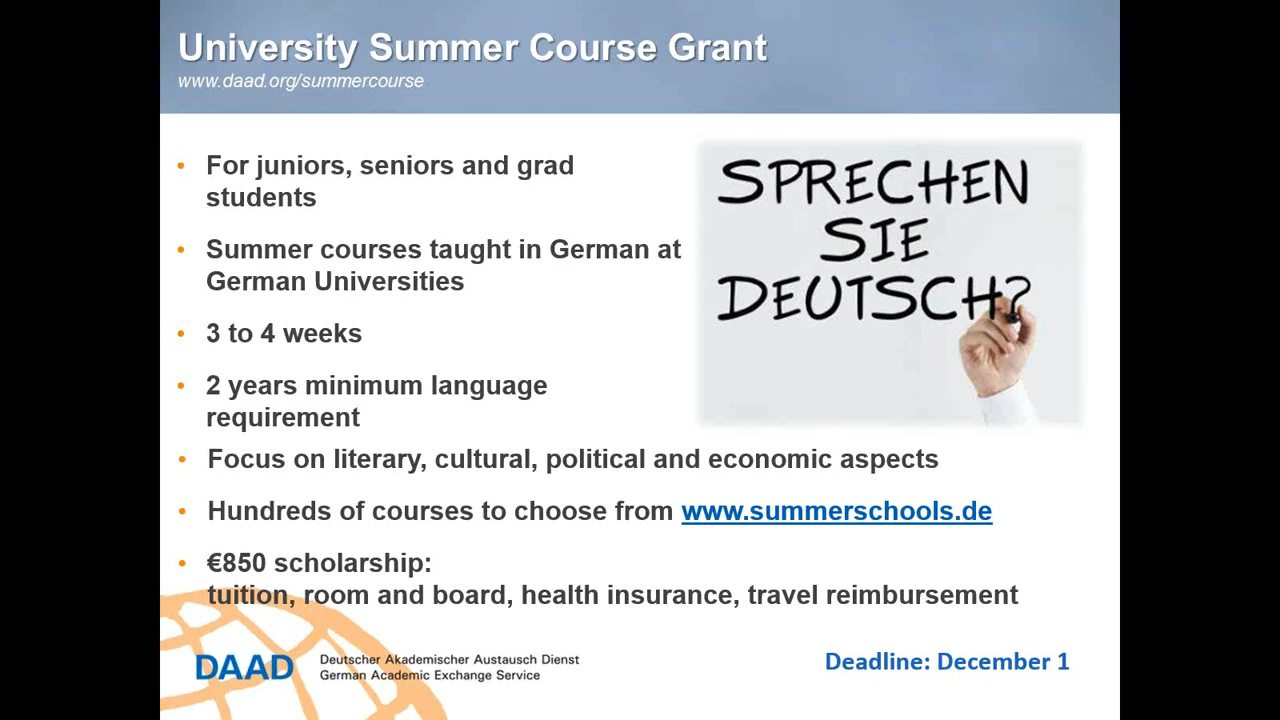 University Summer Course Grant
www.daad.org/summercourse
• For juniors, seniors and grad
students
• Summer courses taught in German at
German Universities
• 3 to 4 weeks
• 2 years minimum language
requirement
SPRECHEN
SIE
DEUTSCH?
• Focus on literary, cultural, political and economic aspects
• Hundreds of courses to choose from www.summerschools.de
• €850 scholarship:
tuition, room and board, health insurance, travel reimbursement
DAAD
Deutscher Akademischer Austausch Dienst
German Academic Exchange Service
Deadline: December 1